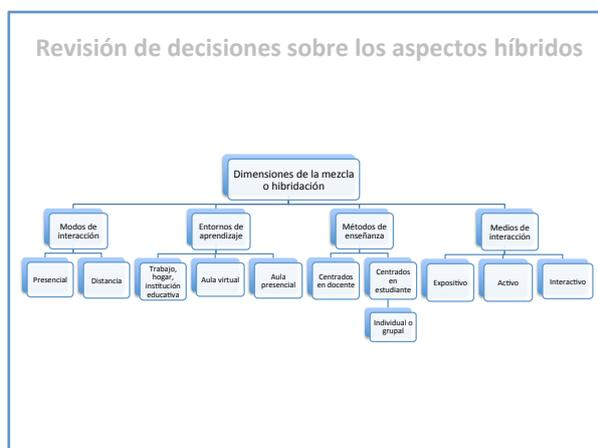 Revisión de decisiones sobre los aspectos híbridos
Dimensiones de la mezcla
o hibridación
Modos de
interacción
Entornos de
aprendizaje
Métodos de
enseñanza
Medios de
interacción
Presencial
Distancia
Trabajo,
hogar,
institución
educativa
Aula virtual
Aula
presencial
Centrados
en docente
Centrados
en
estudiante
Expositivo
Activo
Interactivo
Individual o
grupal